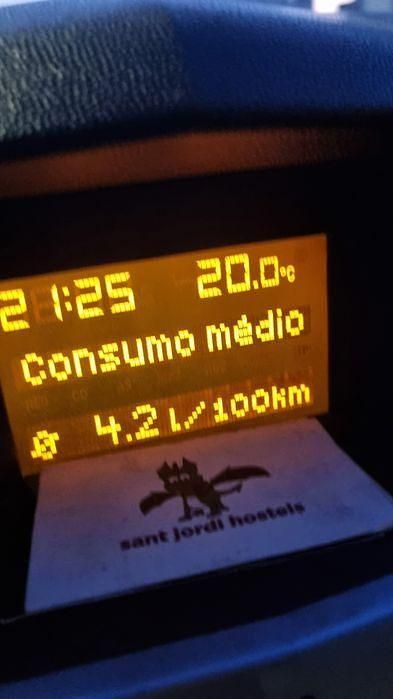 21:25 20.0°C
consumo médio
Ø 4.2 l/100km
sant jordi hostels